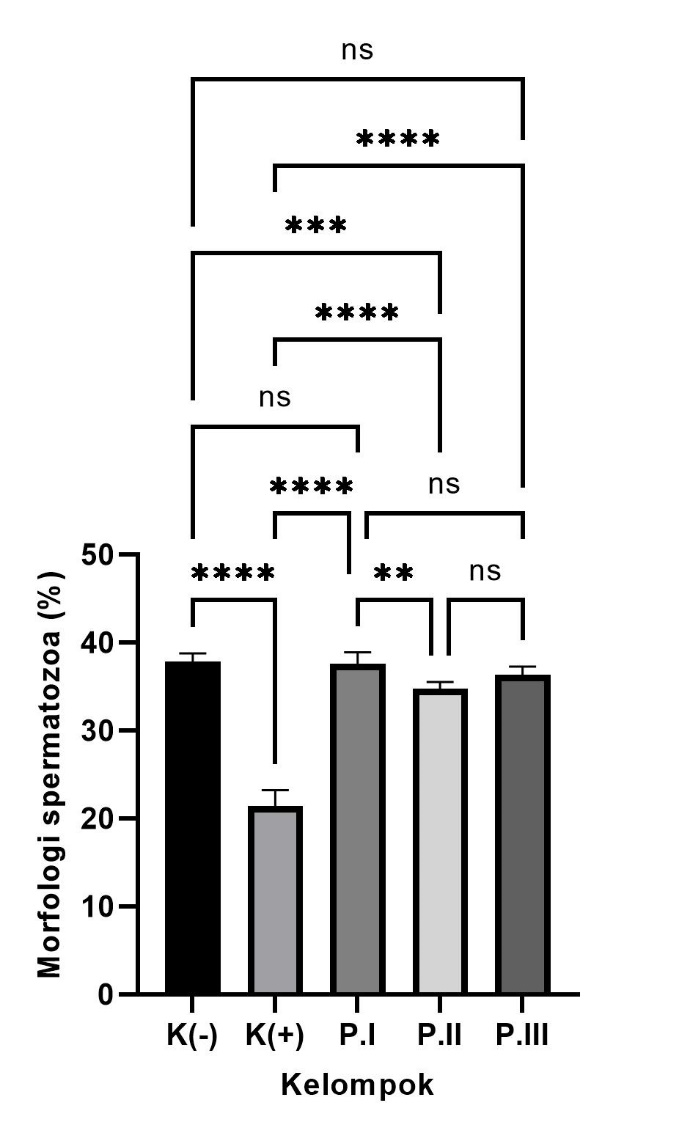 ns
****
***
****
ns
**** ns
50
**** ** ns
40
30
20
10
0
Morfologi spermatozoa (%)
K(-) K(+) P.I P.II P.III
Kelompok